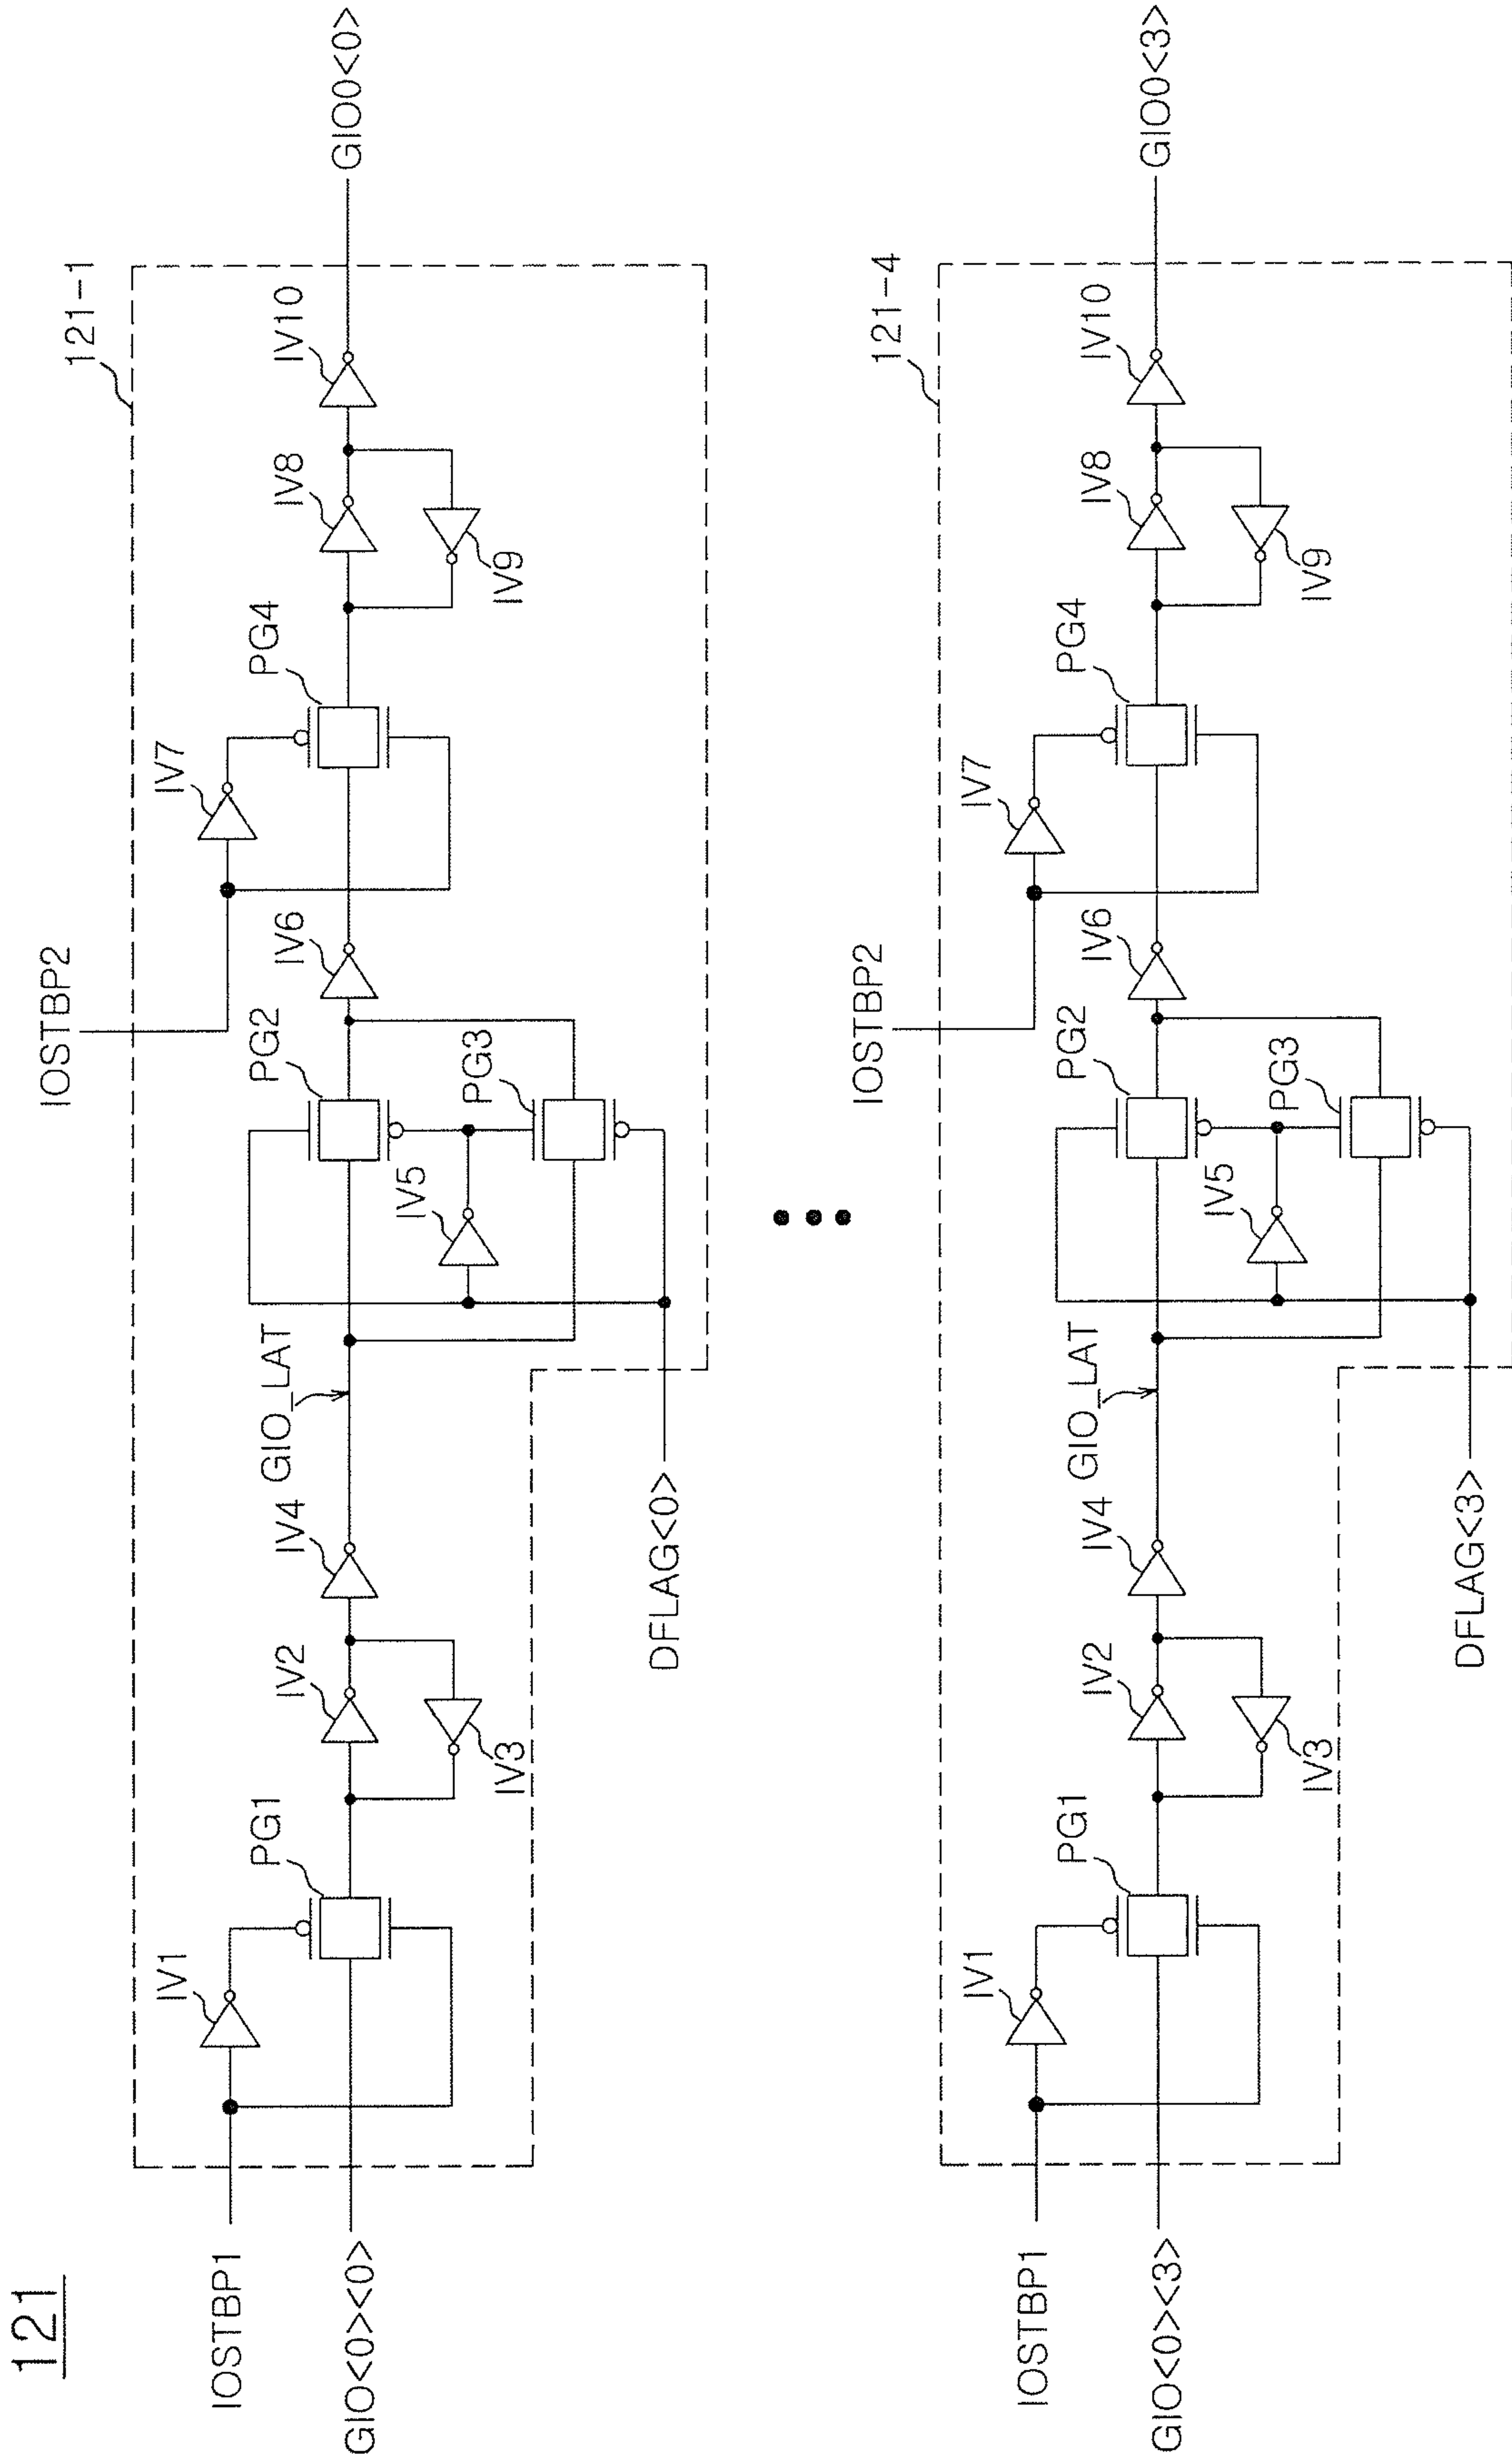 121
121-1
IOSTBP1
GIO<0><0>
IV1
PG1
IV2
IV3
IV4
GIO_LAT
DFLAG<0>
IV5
PG2
PG3
IV6
IOSTBP2
IV7
PG4
IV8
IV9
IV10
GIO0<0>
121-4
IOSTBP1
GIO<0><3>
IV1
PG1
IV2
IV3
IV4
GIO_LAT
DFLAG<3>
IV5
PG2
PG3
IV6
IOSTBP2
IV7
PG4
IV8
IV9
IV10
GIO0<3>